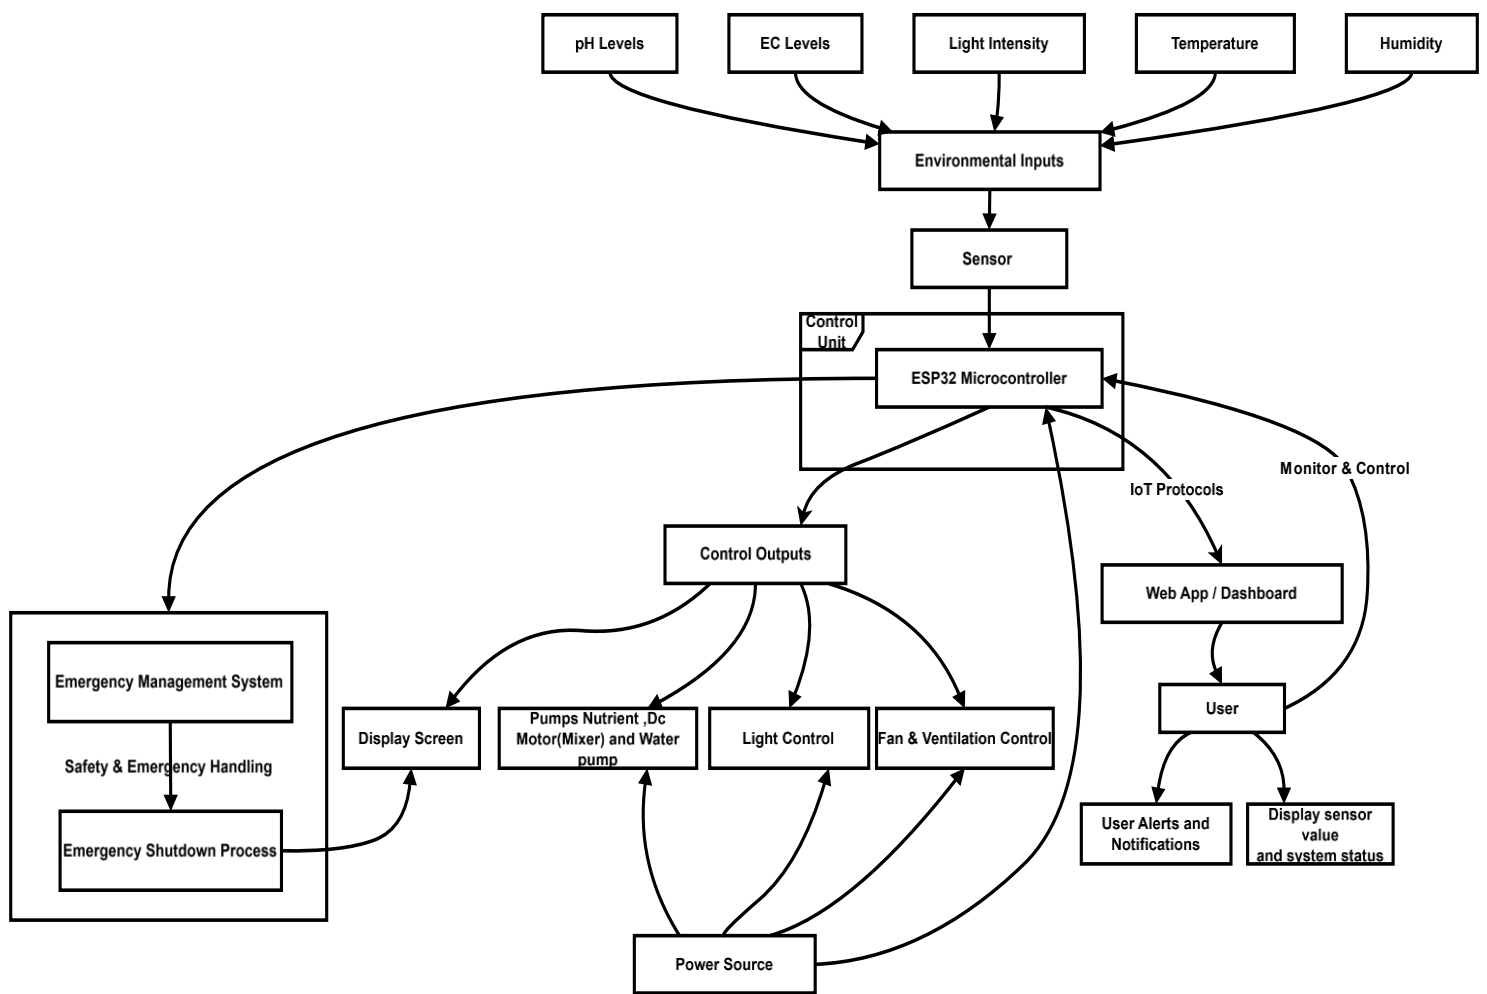 pH Levels
EC Levels
Light Intensity
Temperature
Humidity
Environmental Inputs
Sensor
Control
Unit
ESP32 Microcontroller
Monitor & Control
IoT Protocols
Control Outputs
Web App / Dashboard
Emergency Management System
User
Display Screen
Pumps Nutrient ,Dc
Motor(Mixer) and Water
pump
Light Control
Fan & Ventilation Control
Safety & Emergency Handling
Emergency Shutdown Process
User Alerts and
Notifications
Display sensor
value
and system status
Power Source